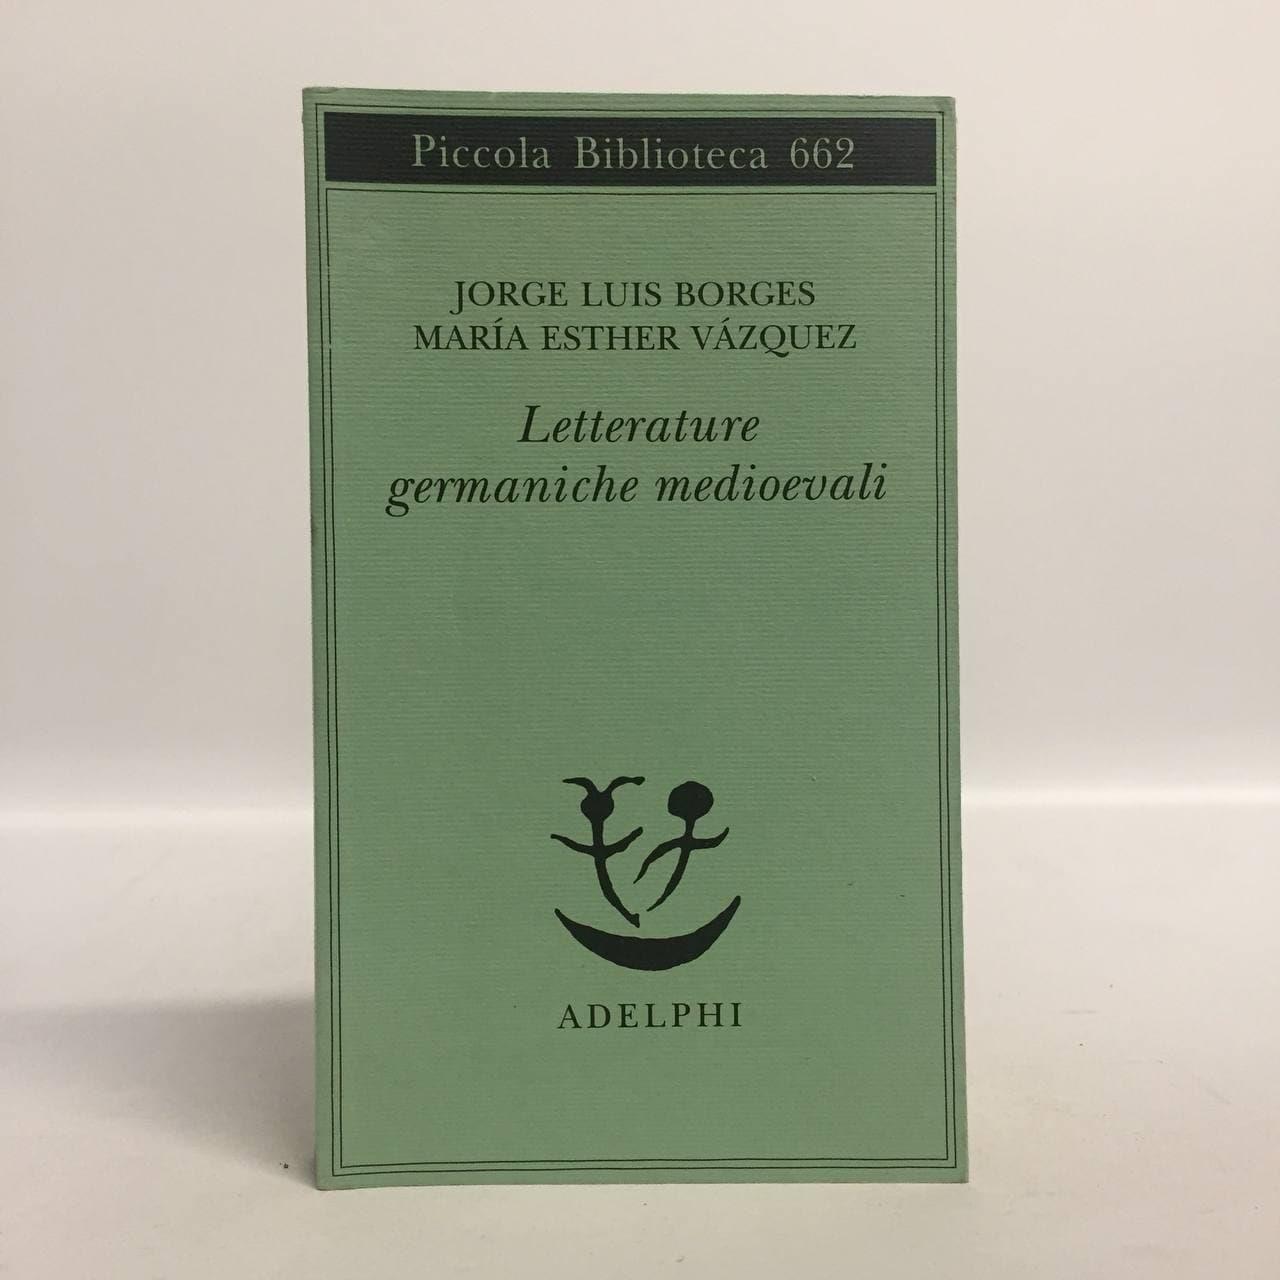 Piccola Biblioteca 662
JORGE LUIS BORGES
MARÍA ESTHER VÁZQUEZ
Letterature
germaniche medioevali
ADELPHI